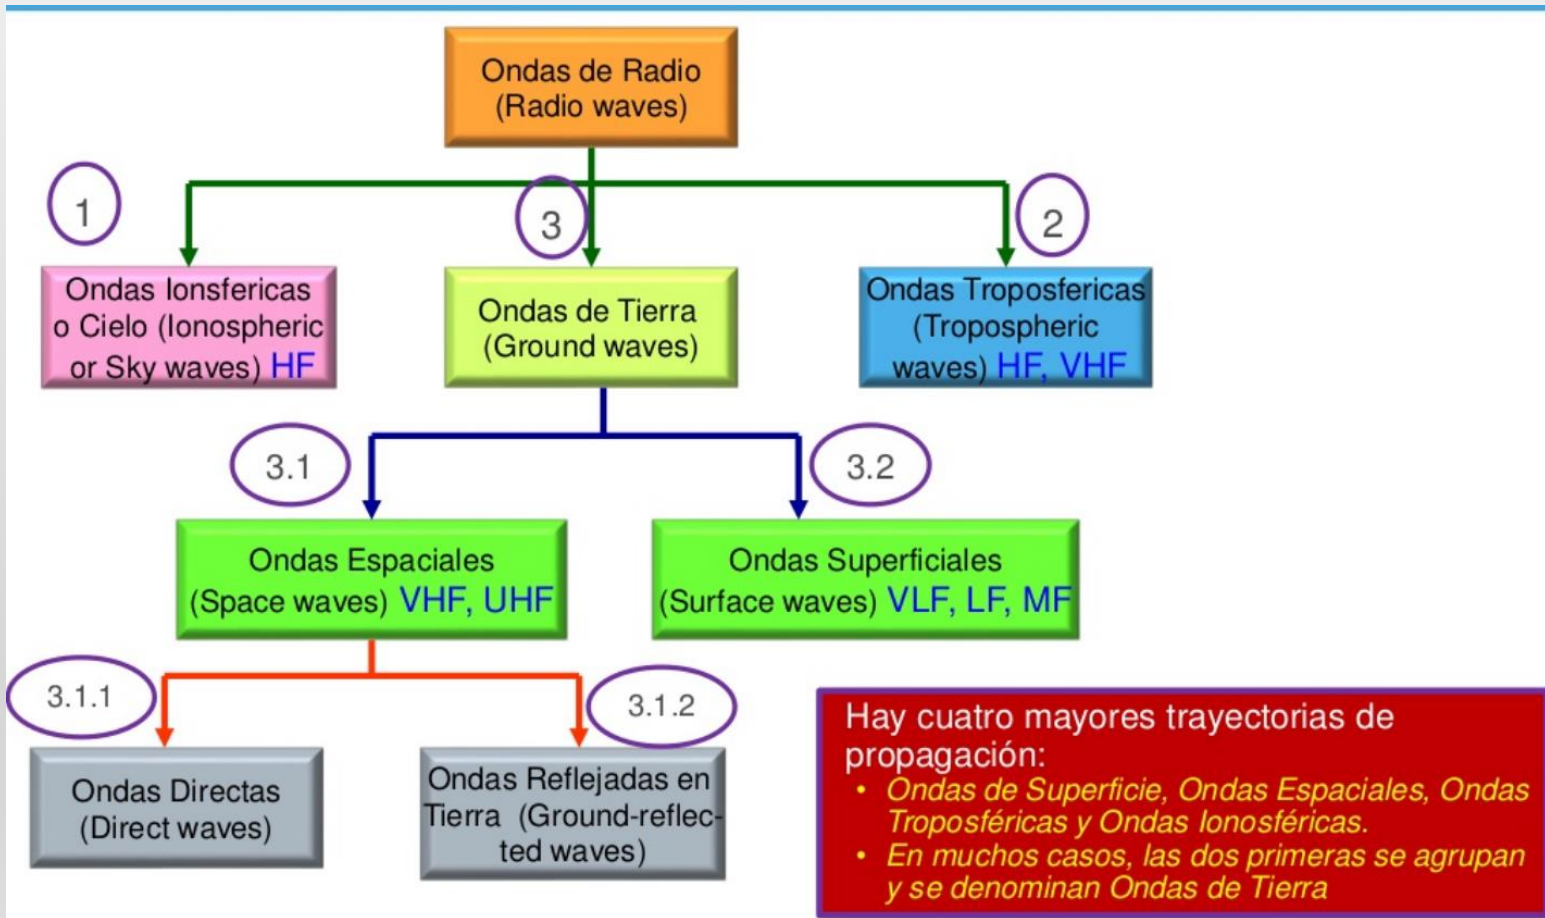 Ondas de Radio
(Radio waves)
1
3
2
Ondas Ionsfericas
o Cielo (Ionospheric
or Sky waves) HF
Ondas de Tierra
(Ground waves)
Ondas Troposfericas
(Tropospheric
waves) HF, VHF
3.1
3.2
Ondas Espaciales
(Space waves) VHF, UHF
Ondas Superficiales
(Surface waves) VLF, LF, MF
3.1.1
3.1.2
Ondas Directas
(Direct waves)
Ondas Reflejadas en
Tierra (Ground-reflec-
ted waves)
Hay cuatro mayores trayectorias de
propagación:
• Ondas de Superficie, Ondas Espaciales, Ondas
Troposféricas y Ondas Ionosféricas.
• En muchos casos, las dos primeras se agrupan
y se denominan Ondas de Tierra